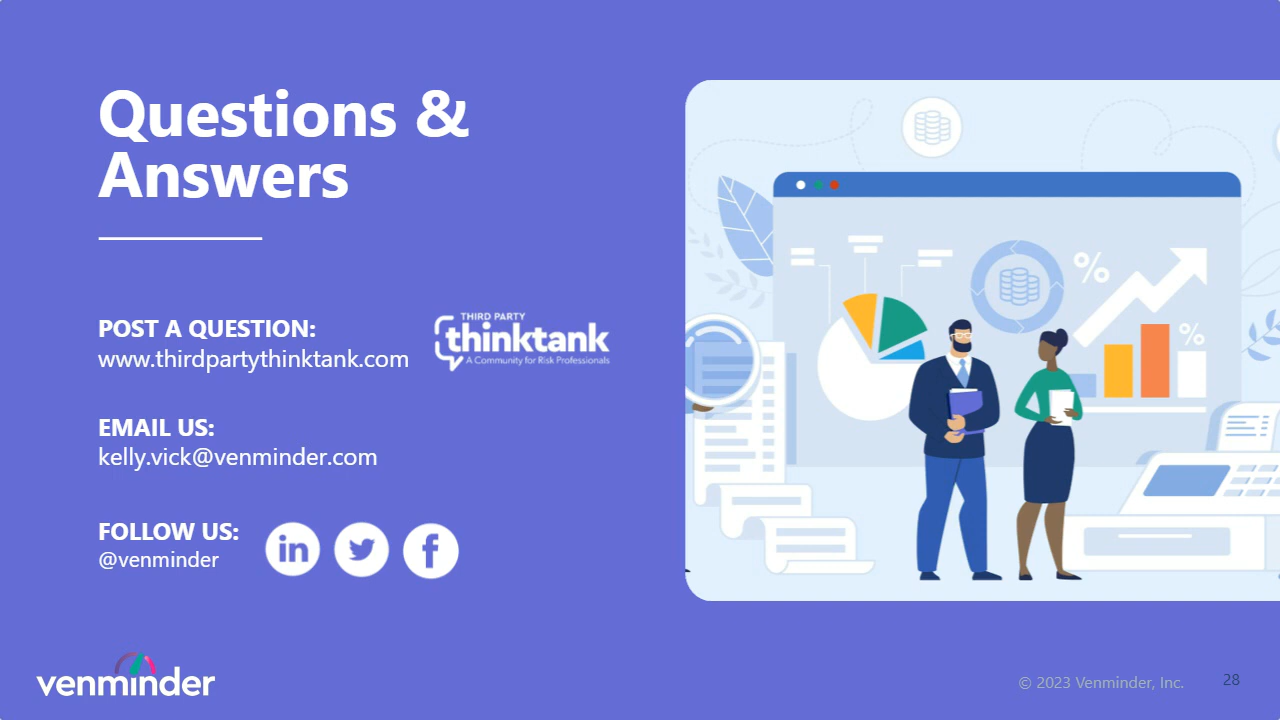 Questions &
Answers
POST A QUESTION:
www.thirdpartythinktank.com
THIRD PARTY
thinktank
A Community for Risk Professionals
EMAIL US:
kelly.vick@venminder.com
FOLLOW US:
@venminder
in
f
%
%
venminder
© 2023 Venminder, Inc.
28